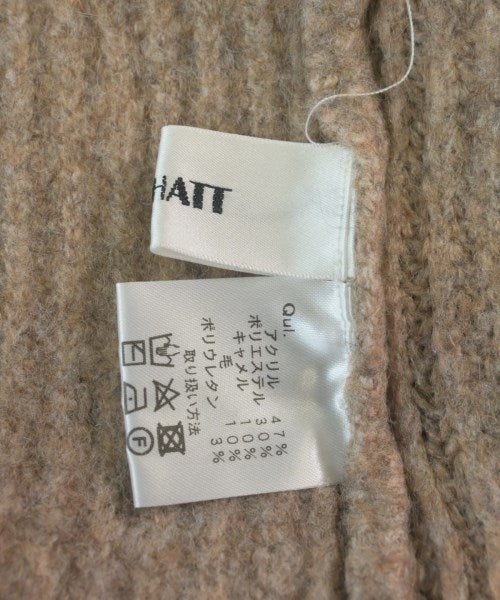 HATT
Qul.
アクリル 47%
ポリエステル 30%
キャメル 10%
毛 10%
ポリウレタン 3%
取り扱い方法
F